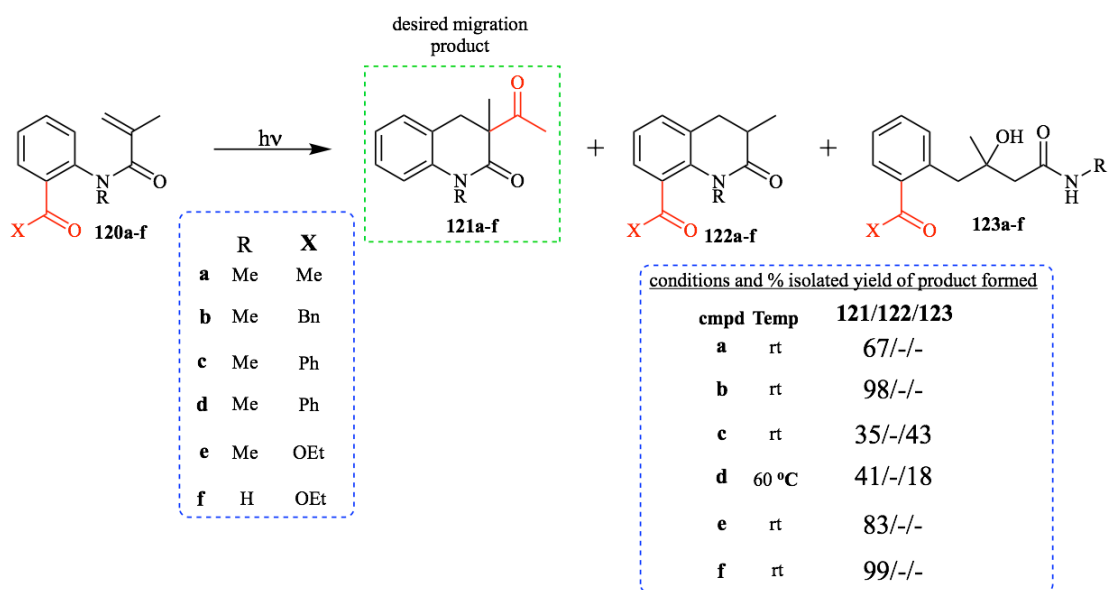 desired migration
product
O
N
R
O
X
O
120a-f
hν
O
N
R
O
121a-f
+
N
R
O
X
O
122a-f
+
OH
O
N
H
R
X
O
123a-f
R X
a Me Me
b Me Bn
c Me Ph
d Me Ph
e Me OEt
f H OEt
conditions and % isolated yield of product formed
cmpd Temp 121/122/123
a rt 67/-/-
b rt 98/-/-
c rt 35/-/43
d 60 °C 41/-/18
e rt 83/-/-
f rt 99/-/-